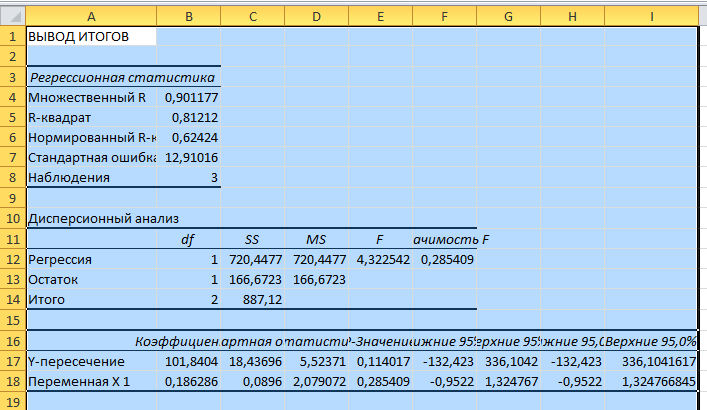 A B C D E F G H I
1 ВЫВОД ИТОГОВ
2
3 Регрессионная статистика
4 Множественный R 0,901177
5 R-квадрат 0,81212
6 Нормированный R-к 0,62424
7 Стандартная ошибка 12,91016
8 Наблюдения 3
9
10 Дисперсионный анализ
11 df SS MS F ачимость F
12 Регрессия 1 720,4477 720,4477 4,322542 0,285409
13 Остаток 1 166,6723 166,6723
14 Итого 2 887,12
15
16 Коэффициен артная о татисти Р-Значение ижние 95% ерхние 95% жние 95,0 Верхние 95,0%
17 Y-пересечение 101,8404 18,43696 5,52371 0,114017 -132,423 336,1042 -132,423 336,1041617
18 Переменная X 1 0,186286 0,0896 2,079072 0,285409 -0,9522 1,324767 -0,9522 1,324766845
19